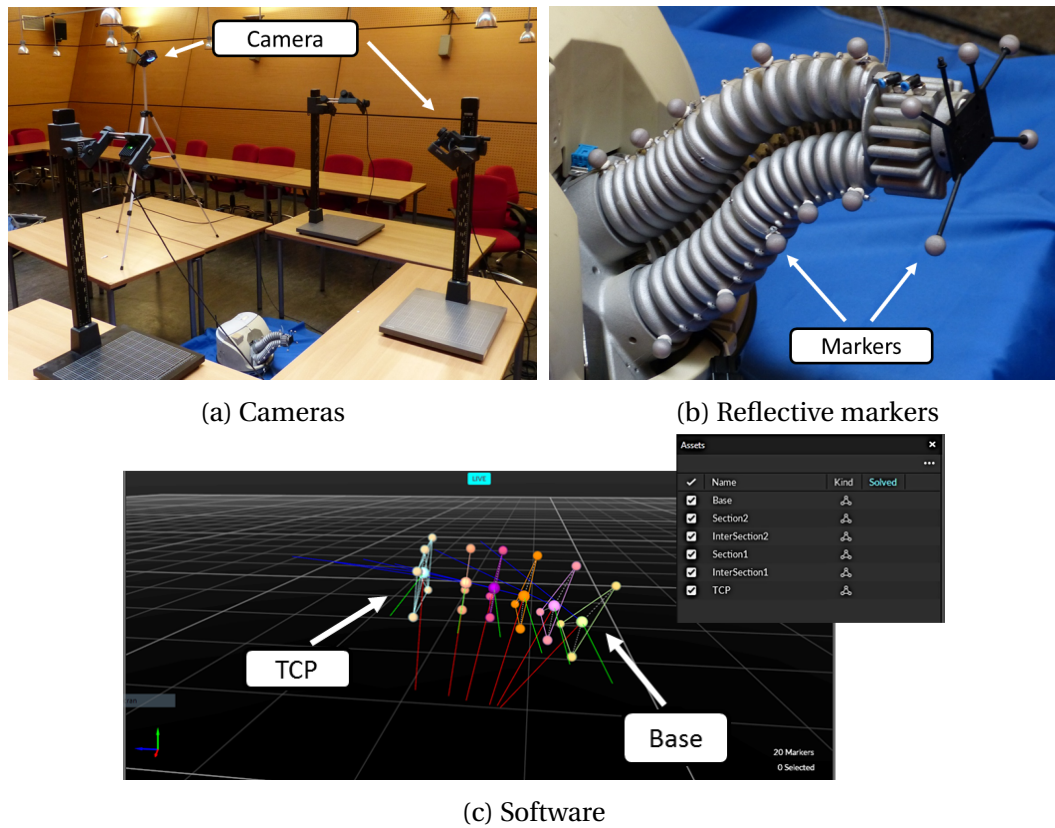 Camera
Markers
(a) Cameras
(b) Reflective markers
Assets
Name Kind Solved
Base
Section2
InterSection2
Section1
InterSection1
TCP
LIVE
TCP
Base
20 Markers
0 Selected
(c) Software